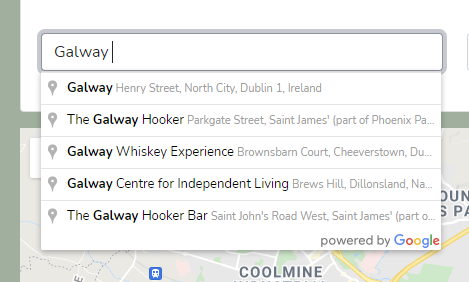 Galway
Galway Henry Street, North City, Dublin 1, Ireland
The Galway Hooker Parkgate Street, Saint James' (part of Phoenix Pa...
Galway Whiskey Experience Brownsbarn Court, Cheeverstown, Du...
Galway Centre for Independent Living Brews Hill, Dillonsland, Na...
The Galway Hooker Bar Saint John's Road West, Saint James' (part o...
powered by Google
COOLMINE